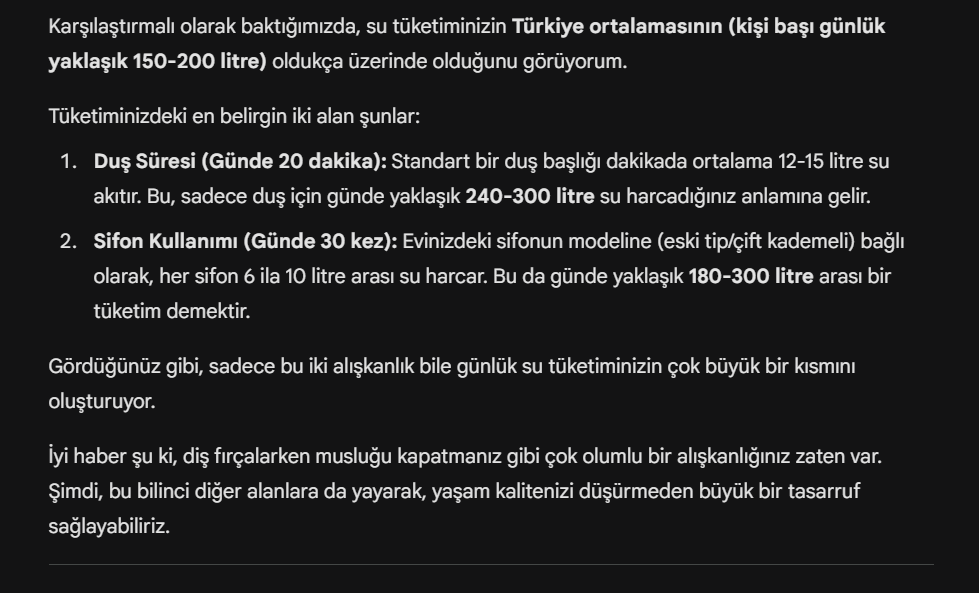 Karşılaştırmalı olarak baktığımızda, su tüketiminizin Türkiye ortalamasının (kişi başı günlük
yaklaşık 150-200 litre) oldukça üzerinde olduğunu görüyorum.
Tüketiminizdeki en belirgin iki alan şunlar:
1. Duş Süresi (Günde 20 dakika): Standart bir duş başlığı dakikada ortalama 12-15 litre su
akıtır. Bu, sadece duş için günde yaklaşık 240-300 litre su harcadığınız anlamına gelir.
2. Sifon Kullanımı (Günde 30 kez): Evinizdeki sifonun modeline (eski tip/çift kademeli) bağlı
olarak, her sifon 6 ila 10 litre arası su harcar. Bu da günde yaklaşık 180-300 litre arası bir
tüketim demektir.
Gördüğünüz gibi, sadece bu iki alışkanlık bile günlük su tüketiminizin çok büyük bir kısmını
oluşturuyor.
İyi haber şu ki, diş fırçalarken musluğu kapatmanız gibi çok olumlu bir alışkanlığınız zaten var.
Şimdi, bu bilinci diğer alanlara da yayarak, yaşam kalitenizi düşürmeden büyük bir tasarruf
sağlayabiliriz.